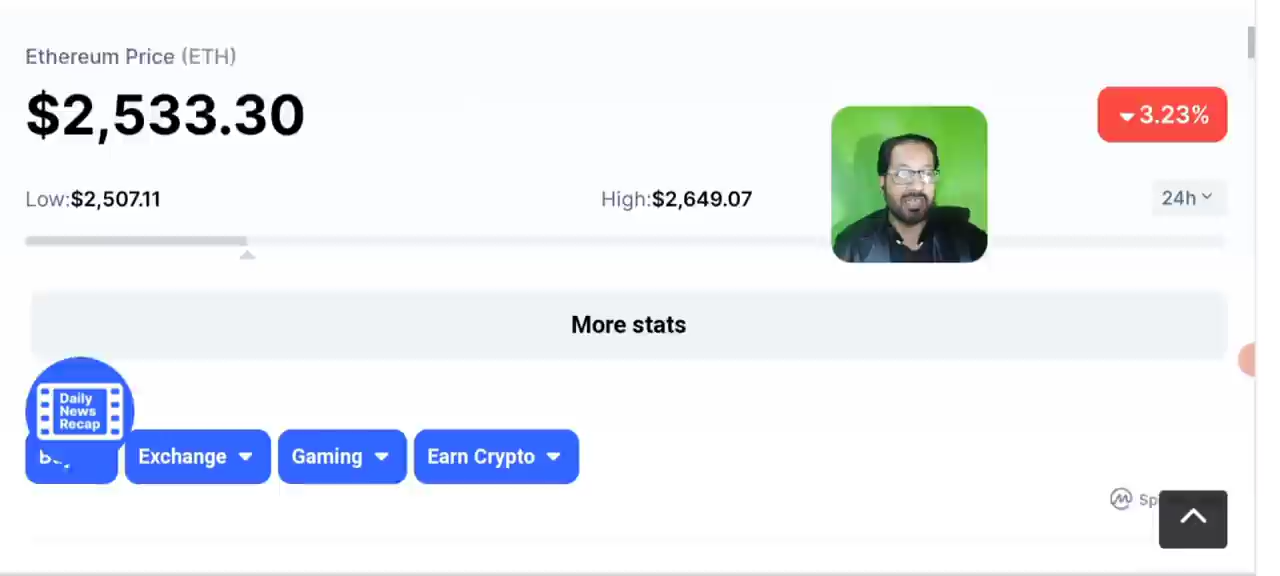 Ethereum Price (ETH)
$2,533.30
3.23%
Low:$2,507.11
High:$2,649.07
24h
More stats
Daily
News
Recap
Exchange
Gaming
Earn Crypto